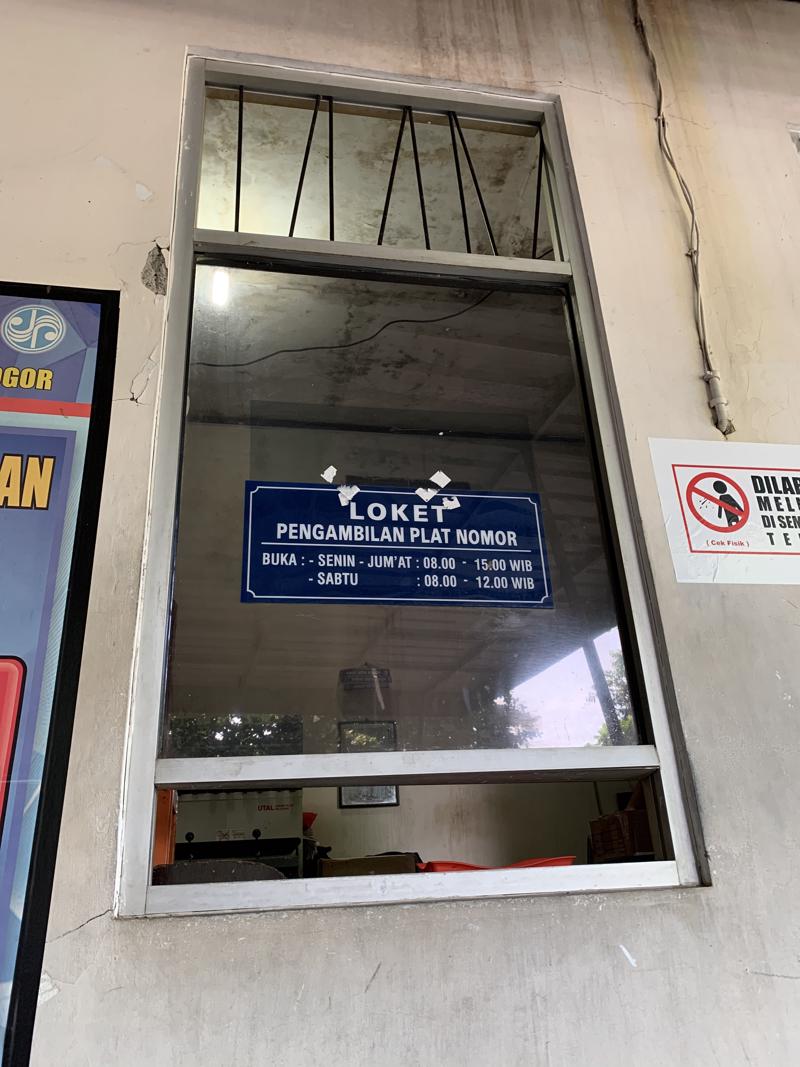 OGOR
AN
LOKET
PENGAMBILAN PLAT NOMOR
BUKA : - SENIN - JUM'AT : 08.00 - 15.00 WIB
- SABTU : 08.00 - 12.00 WIB
DILAR
MEL
DI SEN
TE
( Cek Fisik )
UTAL